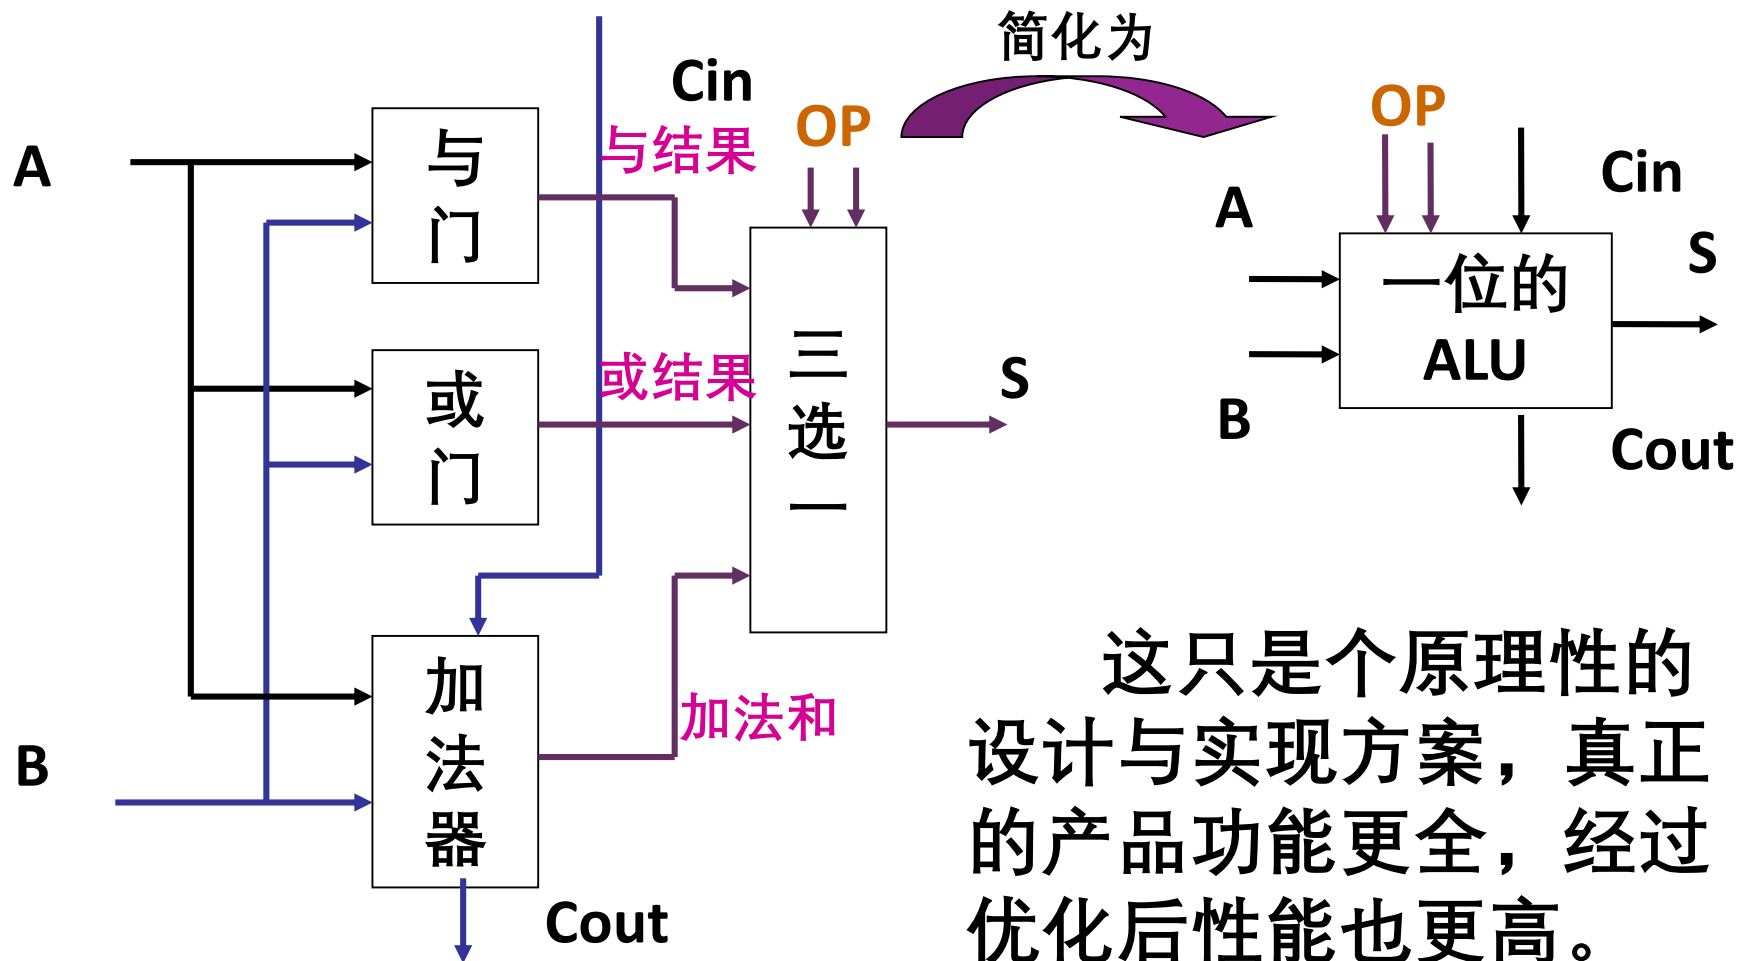 简化为
Cin
OP
OP
与
门
与结果
A
Cin
A
S
一位的
ALU
三
选
一
或
门
或结果
S
B
Cout
加
法
器
加法和
B
Cout
这只是个原理性的
设计与实现方案，真正
的产品功能更全，经过
优化后性能也更高。